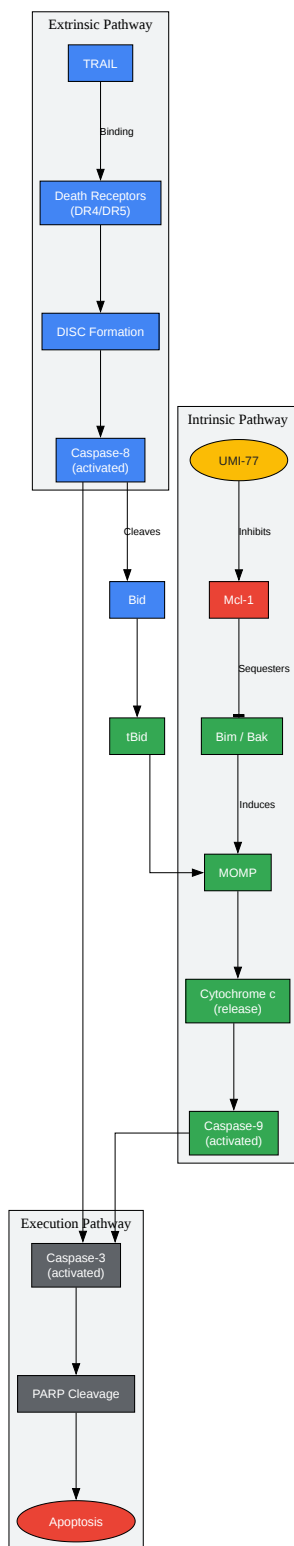 Extrinsic Pathway
TRAIL
Binding
Death Receptors
(DR4/DR5)
DISC Formation
Caspase-8
(activated)
Intrinsic Pathway
UMI-77
Cleaves
Inhibits
Bid
Mcl-1
Sequesters
tBid
Bim / Bak
Induces
MOMP
Cytochrome c
(release)
Caspase-9
(activated)
Execution Pathway
Caspase-3
(activated)
PARP Cleavage
Apoptosis